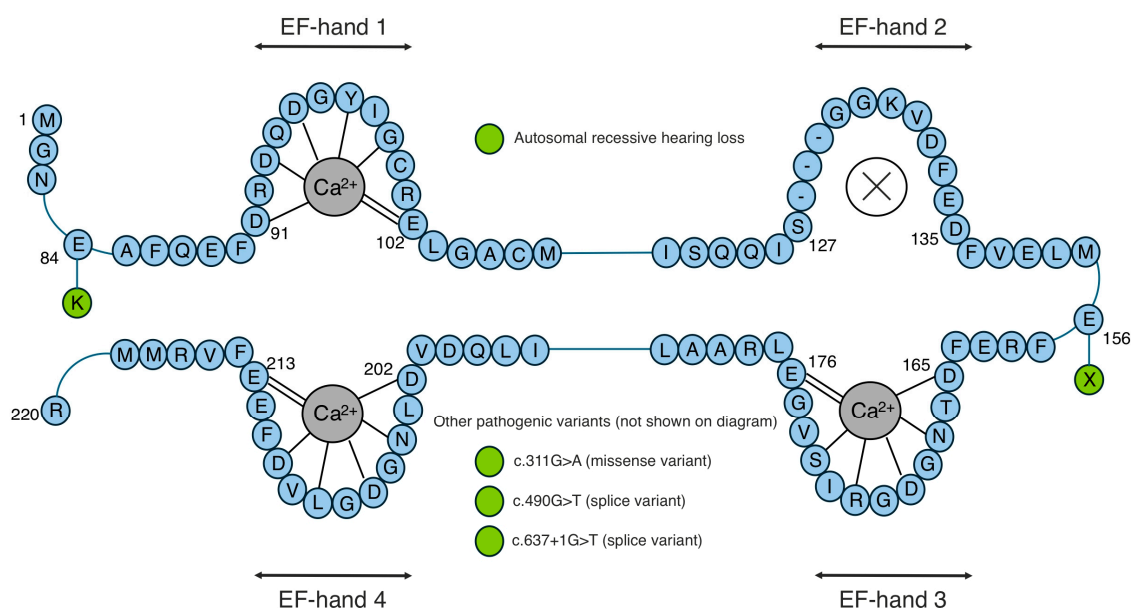 EF-hand 1
EF-hand 2
1 M
G
N
E
84
K
A F Q E F
D R D Q D G Y I G C R E
91
102
Ca²⁺
L G A C M
Autosomal recessive hearing loss
I S Q Q I
S - - - G G K V D F E D
127
135
F V E L M
E
156
X
F R E F
D T N G D G R I S V G E
165
176
Ca²⁺
L R A A L
I L Q D V
D L N G D G L V D F E E
202
213
Ca²⁺
F V R M M
R
220
Other pathogenic variants (not shown on diagram)
c.311G>A (missense variant)
c.490G>T (splice variant)
c.637+1G>T (splice variant)
EF-hand 4
EF-hand 3